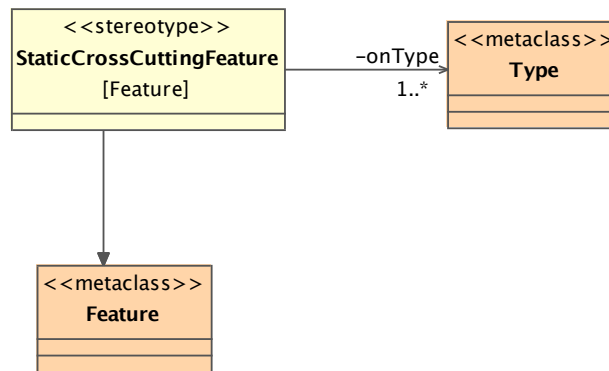 <<stereotype>>
StaticCrossCuttingFeature
[Feature]
-onType
1..*
<<metaclass>>
Type
<<metaclass>>
Feature